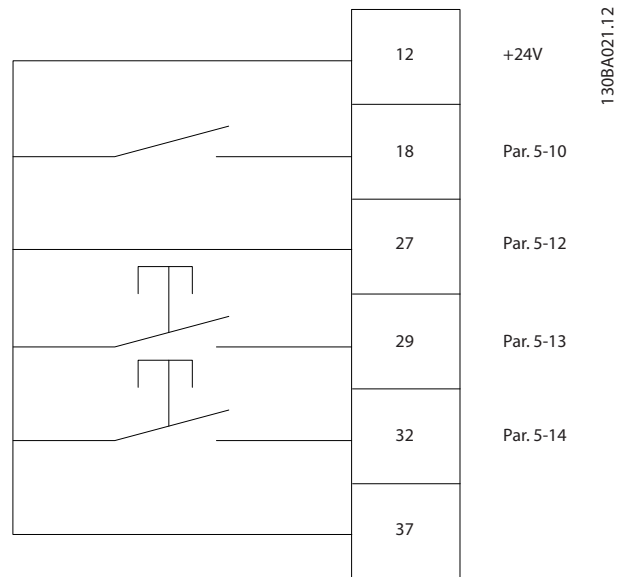 12 +24V
18 Par. 5-10
27 Par. 5-12
29 Par. 5-13
32 Par. 5-14
37
130BA021.12